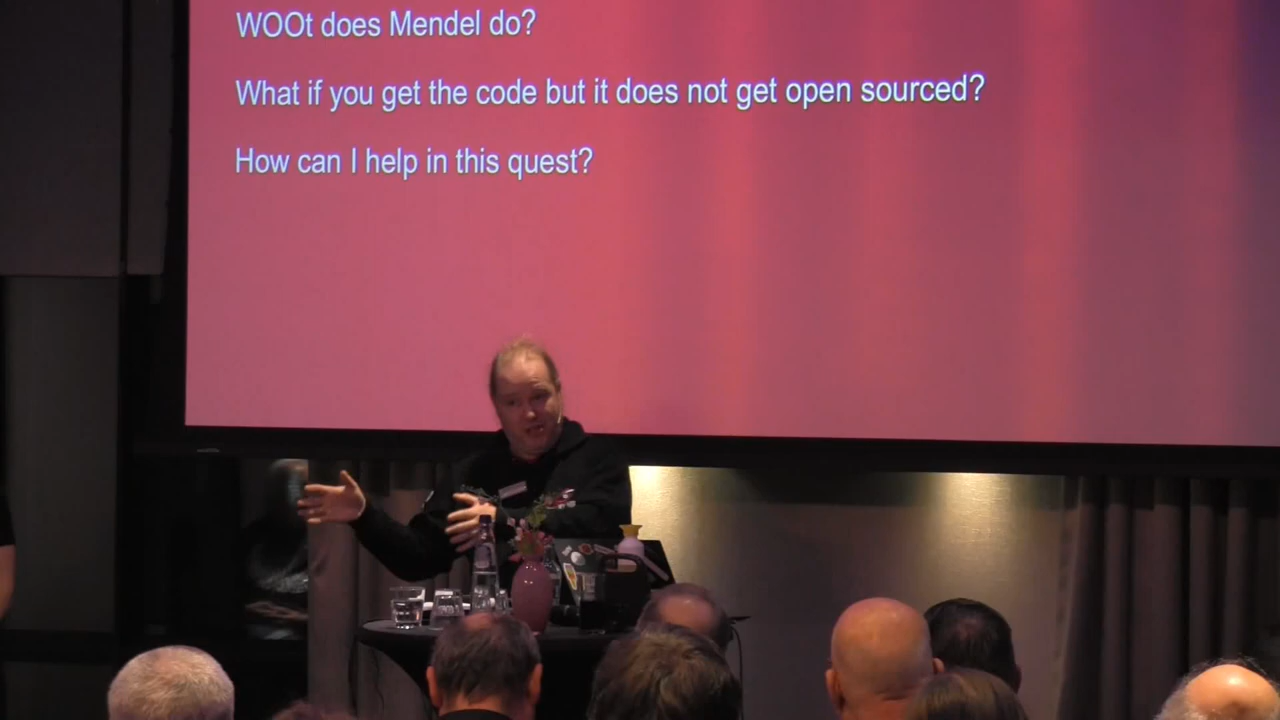 WOOt does Mendel do?
What if you get the code but it does not get open sourced?
How can I help in this quest?